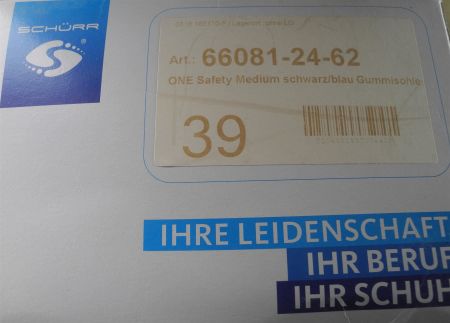 SCHÜRR
Art.: 66081-24-62
ONE Safety Medium schwarz/blau Gummisohle
39
IHRE LEIDENSCHAFT
IHR BERUF
IHR SCHUH